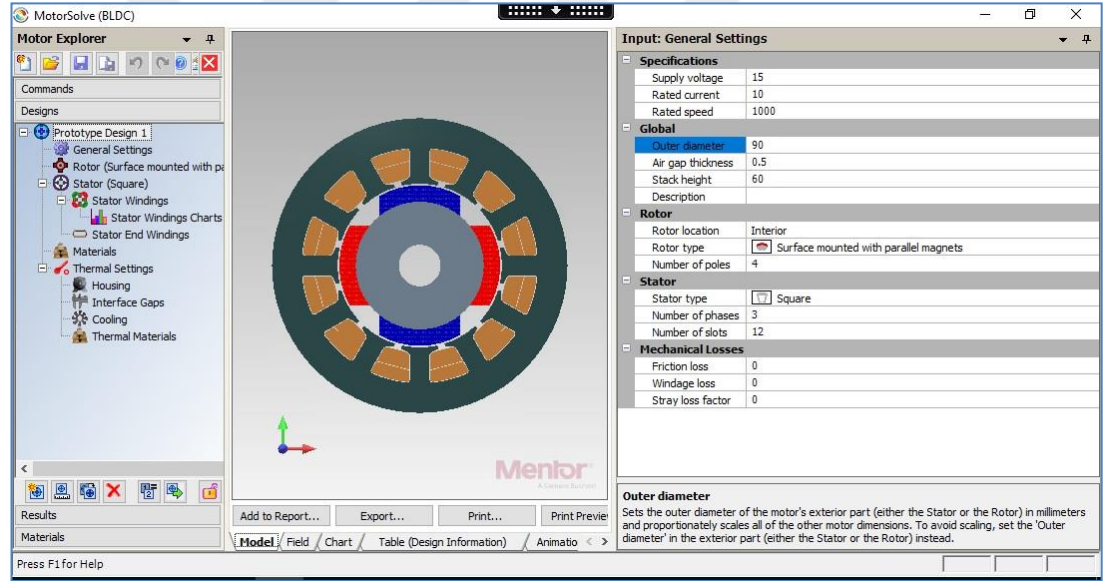 MotorSolve (BLDC)
Motor Explorer
Commands
Designs
Prototype Design 1
General Settings
Rotor (Surface mounted with pa
Stator (Square)
Stator Windings
Stator Windings Charts
Stator End Windings
Materials
Thermal Settings
Housing
Interface Gaps
Cooling
Thermal Materials
Results
Materials
Mentor
Add to Report... Export... Print... Print Previe
Model Field Chart Table (Design Information) Animatio
Input: General Settings
Specifications
Supply voltage 15
Rated current 10
Rated speed 1000
Global
Outer diameter 90
Air gap thickness 0.5
Stack height 60
Description
Rotor
Rotor location Interior
Rotor type Surface mounted with parallel magnets
Number of poles 4
Stator
Stator type Square
Number of phases 3
Number of slots 12
Mechanical Losses
Friction loss 0
Windage loss 0
Stray loss factor 0
Outer diameter
Sets the outer diameter of the motor's exterior part (either the Stator or the Rotor) in millimeters
and proportionately scales all of the other motor dimensions. To avoid scaling, set the 'Outer
diameter' in the exterior part (either the Stator or the Rotor) instead.
Press F1 for Help